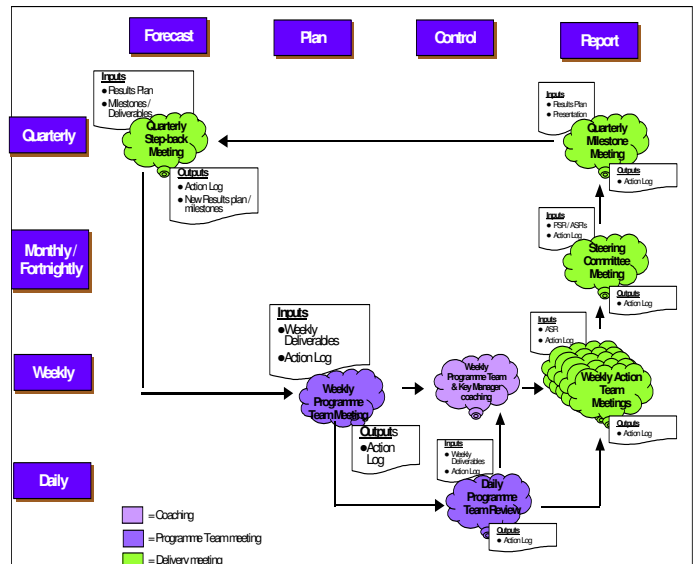 Forecast
Plan
Control
Report
Inputs
● Results Plan
● Milestones /
Deliverables
Inputs
● Results Plan
● Presentation
Quarterly
Quarterly
Step-back
Meeting
Quarterly
Milestone
Meeting
Outputs
● Action Log
● New Results plan /
milestones
Outputs
● Action Log
Inputs
● PSR / ASRs
● Action Log
Monthly /
Fortnightly
Steering
Committee
Meeting
Outputs
● Action Log
Inputs
● Weekly
Deliverables
● Action Log
Inputs
● ASR
● Action Log
Weekly
Weekly
Programme
Team Meeting
Weekly
Programme Team
& Key Manager
coaching
Weekly Action
Team
Meetings
Outputs
● Action
Log
Outputs
● Action Log
Inputs
● Weekly
Deliverables
● Action Log
Daily
Daily
Programme
Team Review
Outputs
● Action Log
= Coaching
= Programme Team meeting
= Delivery meeting